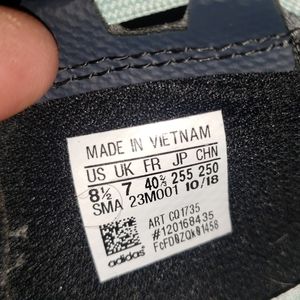 MADE IN VIETNAM
US UK FR JP CHN
8½ 7 40⅔ 255 250
SMA 23M001 10/18
ART CQ1735
#120168435
FcFD8ZQK01458
adidas